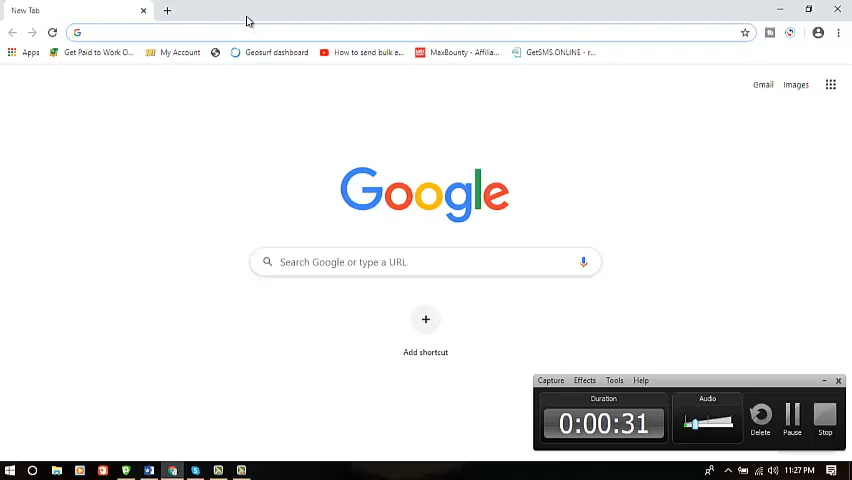 New Tab
Apps
Get Paid to Work O...
My Account
Geosurf dashboard
How to send bulk e...
MaxBounty - Affilia...
GetSMS.ONLINE - r...
Gmail
Images
Google
Search Google or type a URL
Add shortcut
Capture Effects Tools Help
Duration
Audio
0:00:31
Delete
Pause
Stop
11:27 PM